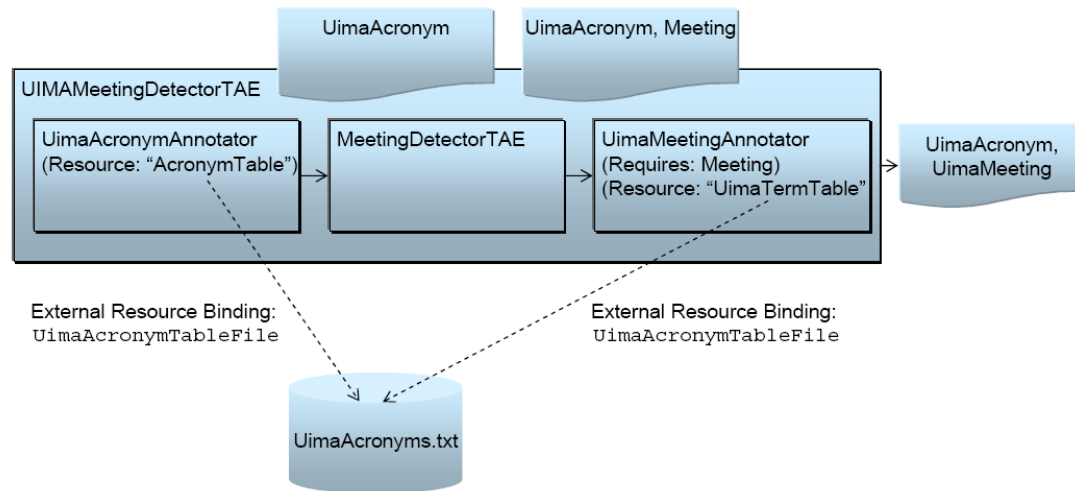 UimaAcronym
UimaAcronym, Meeting
UIMAMeetingDetectorTAE
UimaAcronymAnnotator
(Resource: “AcronymTable”)
MeetingDetectorTAE
UimaMeetingAnnotator
(Requires: Meeting)
(Resource: “UimaTermTable”
UimaAcronym,
UimaMeeting
External Resource Binding:
UimaAcronymTableFile
External Resource Binding:
UimaAcronymTableFile
UimaAcronyms.txt